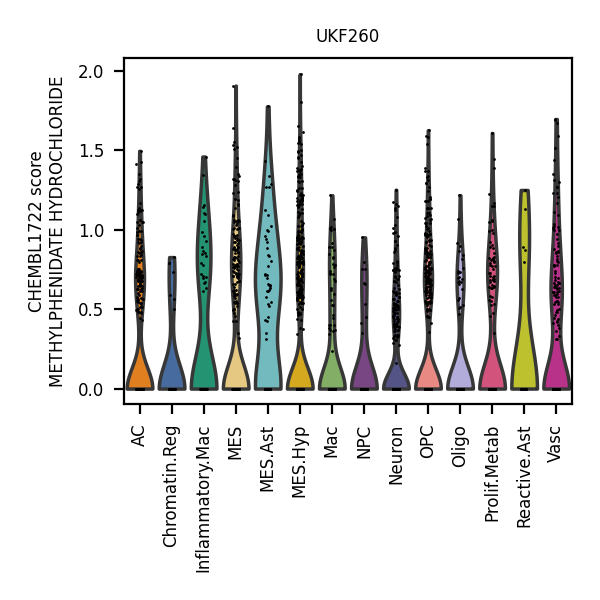 UKF260
CHEMBL1722 score
METHYLPHENIDATE HYDROCHLORIDE
2.0
1.5
1.0
0.5
0.0
AC
Chromatin.Reg
Inflammatory.Mac
MES
MES.Ast
MES.Hyp
Mac
NPC
Neuron
OPC
Oligo
Prolif.Metab
Reactive.Ast
Vasc